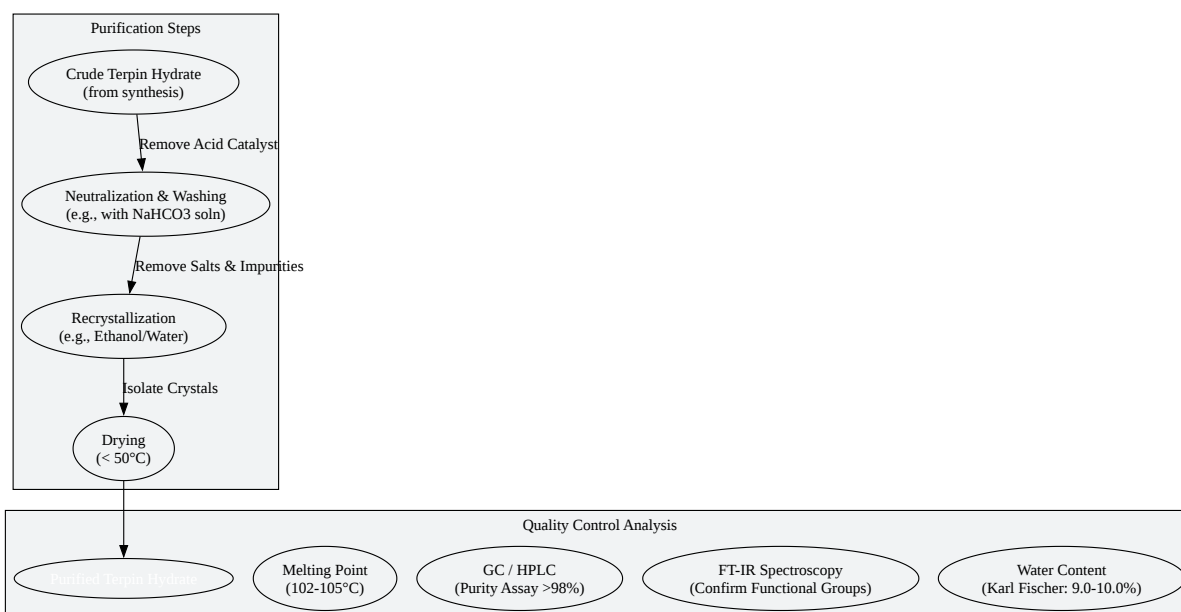 Purification Steps
Crude Terpin Hydrate
(from synthesis)
Remove Acid Catalyst
Neutralization & Washing
(e.g., with NaHCO3 soln)
Remove Salts & Impurities
Recrystallization
(e.g., Ethanol/Water)
Isolate Crystals
Drying
(< 50°C)
Quality Control Analysis
Purified Terpin Hydrate
Melting Point
(102-105°C)
GC / HPLC
(Purity Assay >98%)
FT-IR Spectroscopy
(Confirm Functional Groups)
Water Content
(Karl Fischer: 9.0-10.0%)